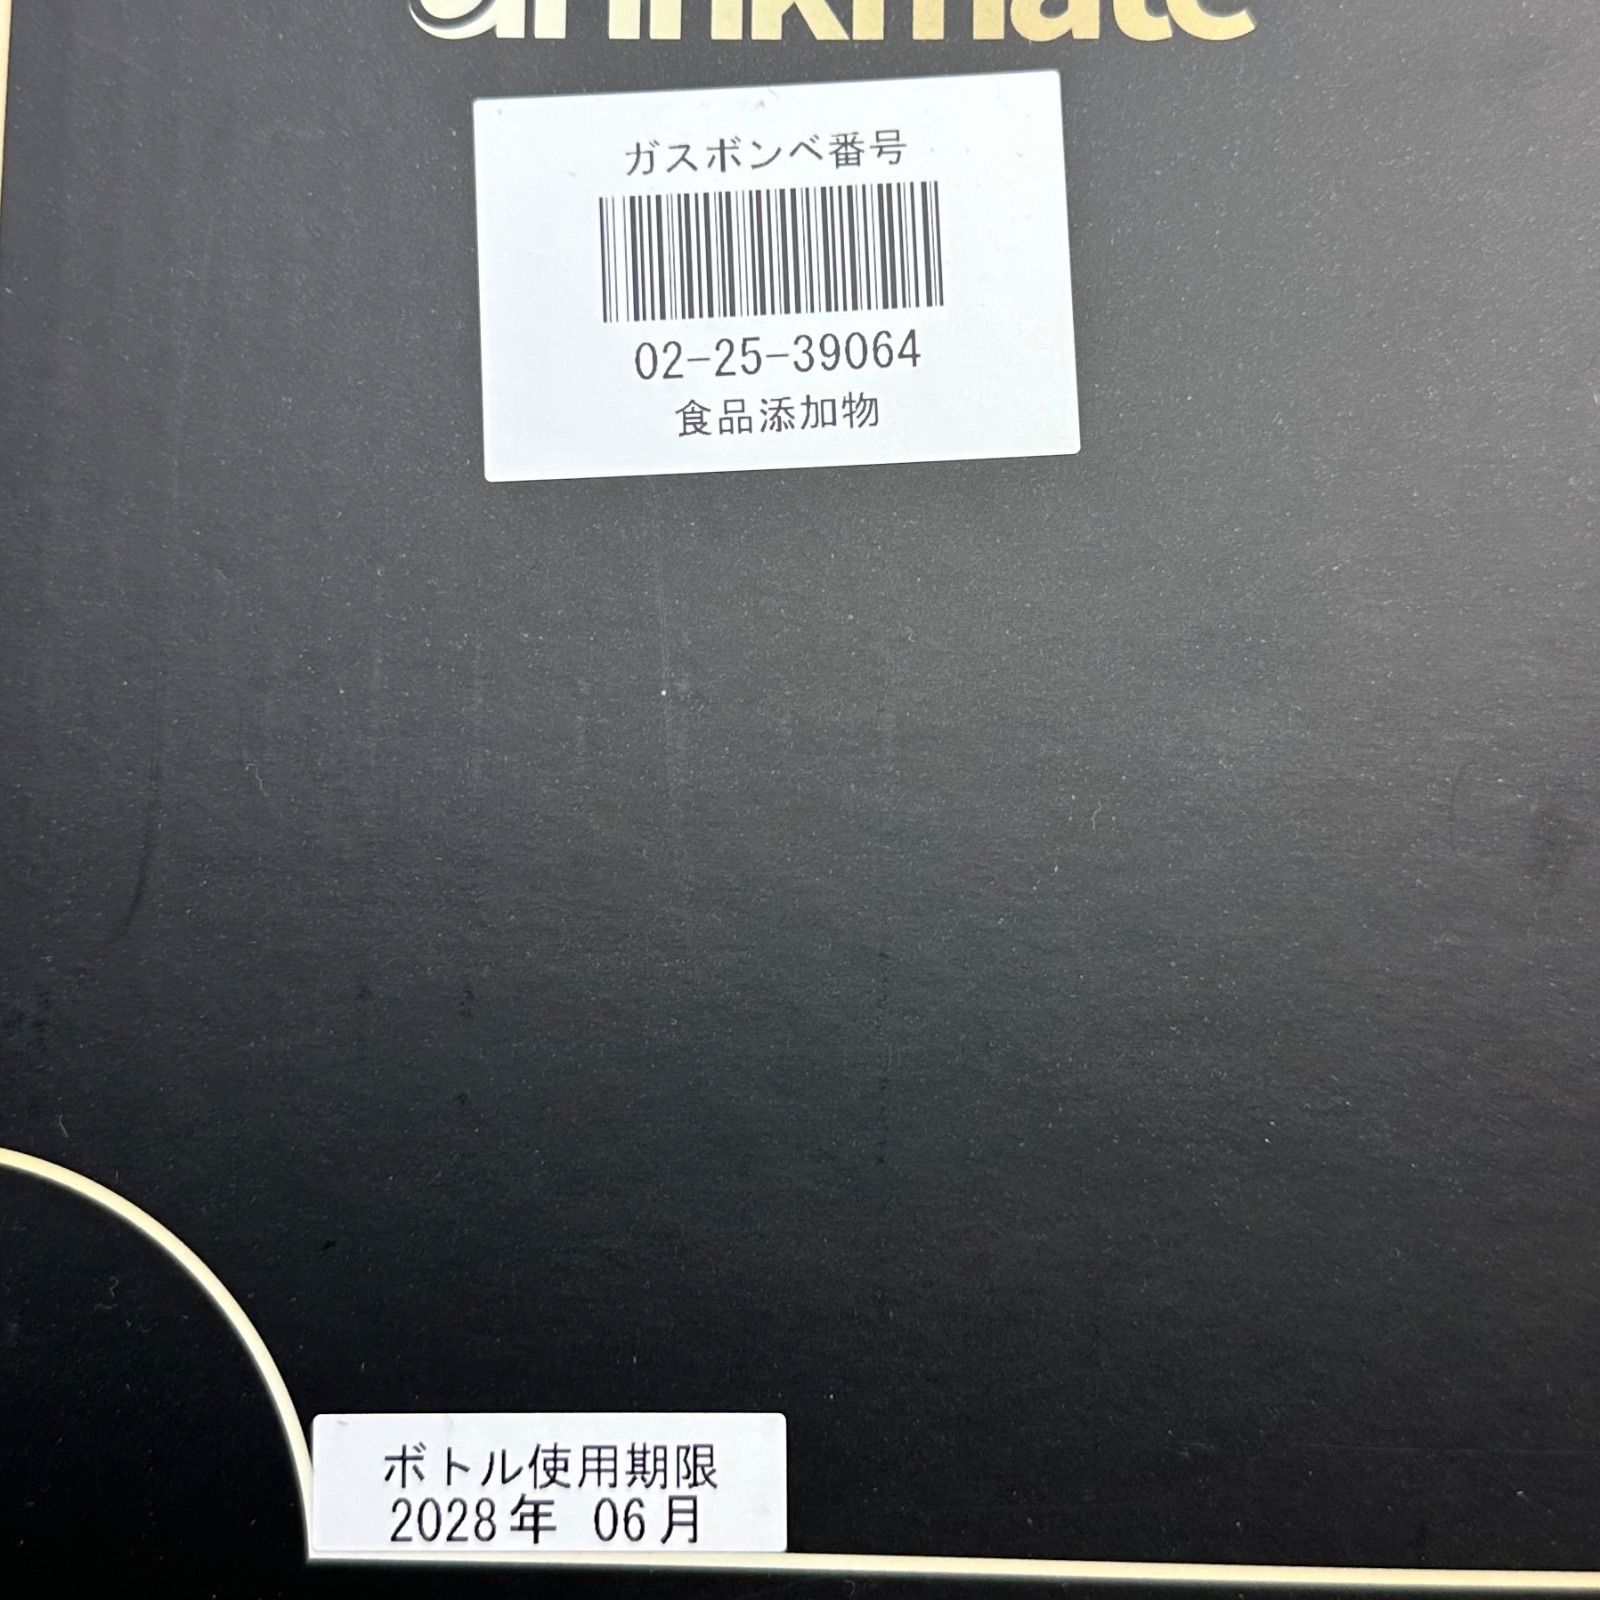 drinkmate
ガスボンベ番号
02-25-39064
食品添加物
ボトル使用期限
2028年 06月